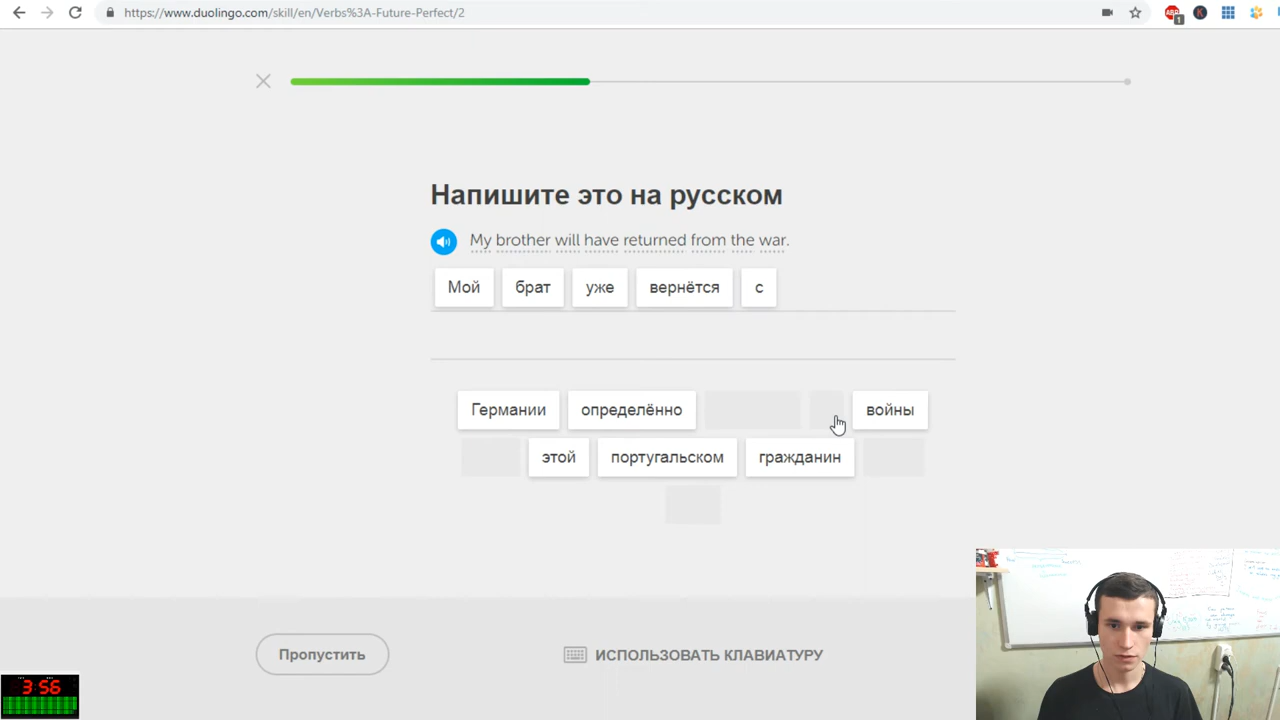 https://www.duolingo.com/skill/en/Verbs%3A-Future-Perfect/2
ABP
1
K
Напишите это на русском
My brother will have returned from the war.
Мой брат уже вернётся с
Германии определённо войны
этой португальском гражданин
Пропустить
ИСПОЛЬЗОВАТЬ КЛАВИАТУРУ
3:56